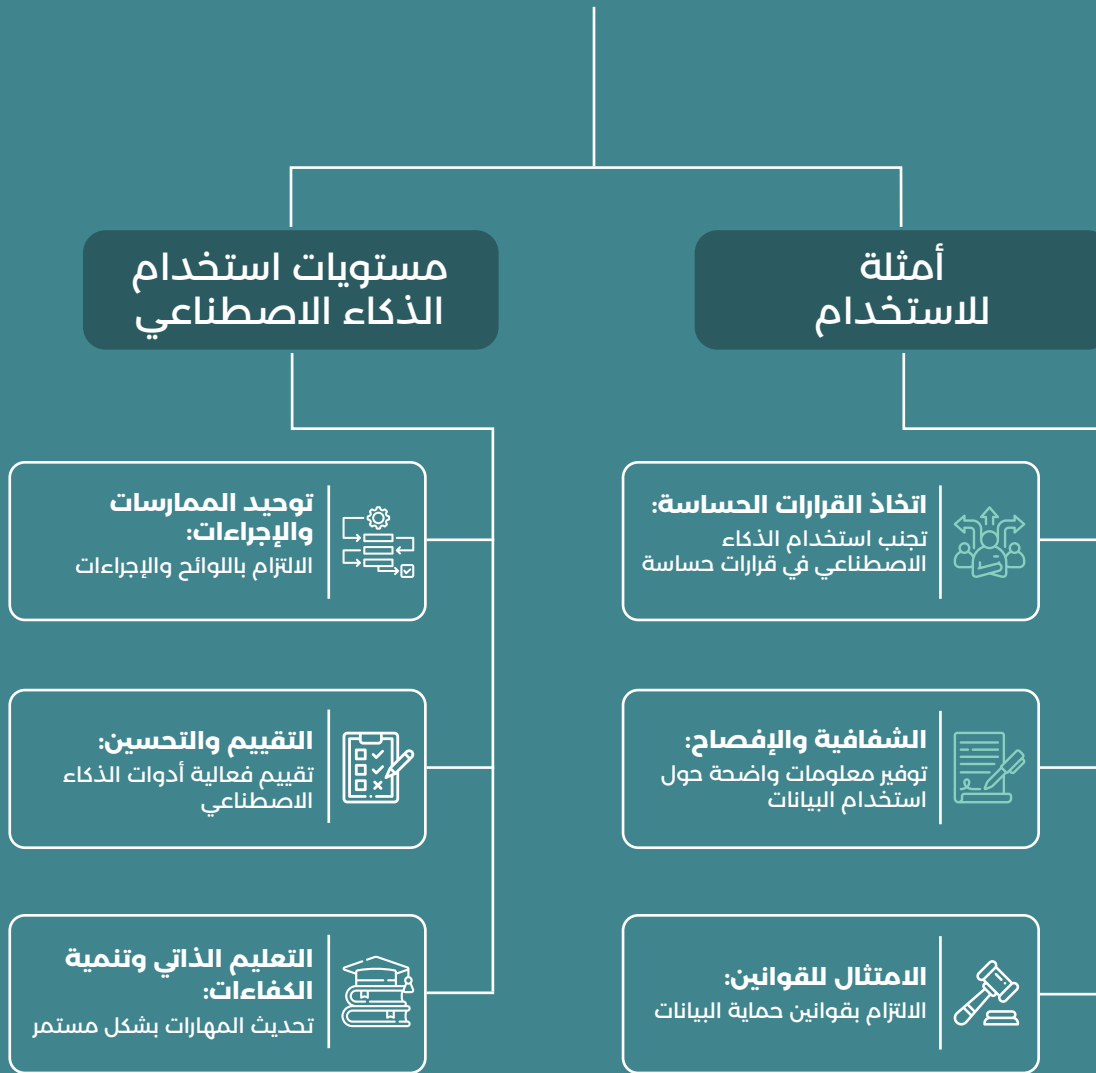 أمثلة
للاستخدام
اتخاذ القرارات الحساسة:
تجنب استخدام الذكاء
الاصطناعي في قرارات حساسة
الشفافية والإفصاح:
توفير معلومات واضحة حول
استخدام البيانات
الامتثال للقوانين:
الالتزام بقوانين حماية البيانات
مستويات استخدام
الذكاء الاصطناعي
توحيد الممارسات
والإجراءات:
الالتزام باللوائح والإجراءات
التقييم والتحسين:
تقييم فعالية أدوات الذكاء
الاصطناعي
التعليم الذاتي وتنمية
الكفاءات:
تحديث المهارات بشكل مستمر